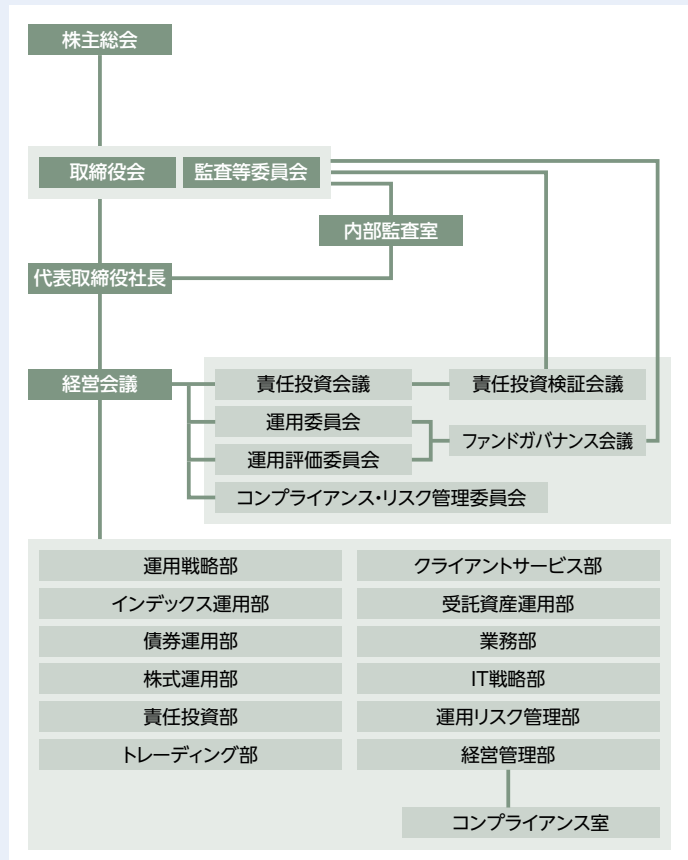 株主総会
取締役会
監査等委員会
内部監査室
代表取締役社長
経営会議
責任投資会議
責任投資検証会議
運用委員会
ファンドガバナンス会議
運用評価委員会
コンプライアンス・リスク管理委員会
運用戦略部
クライアントサービス部
インデックス運用部
受託資産運用部
債券運用部
業務部
株式運用部
IT戦略部
責任投資部
運用リスク管理部
トレーディング部
経営管理部
コンプライアンス室